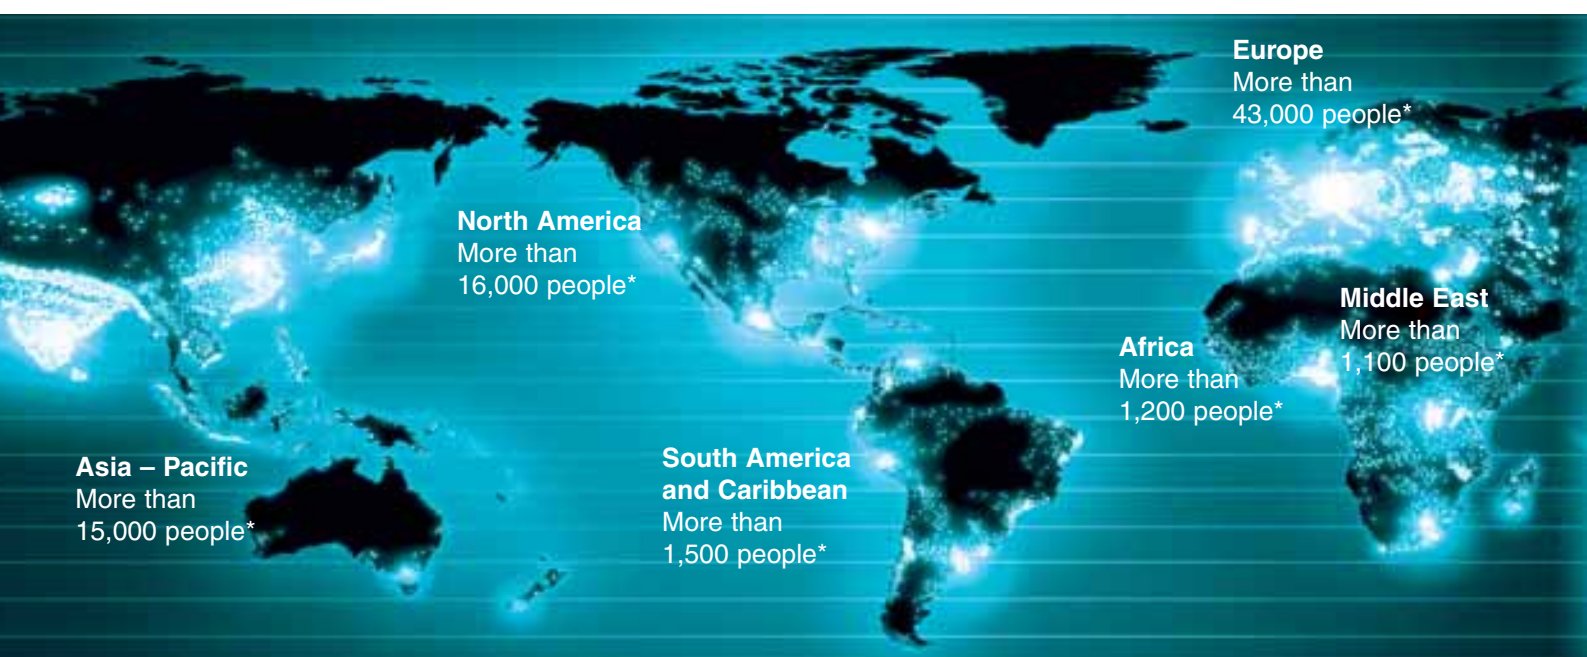 Europe
More than
43,000 people*
North America
More than
16,000 people*
Middle East
More than
1,100 people*
Africa
More than
1,200 people*
Asia – Pacific
More than
15,000 people*
South America
and Caribbean
More than
1,500 people*